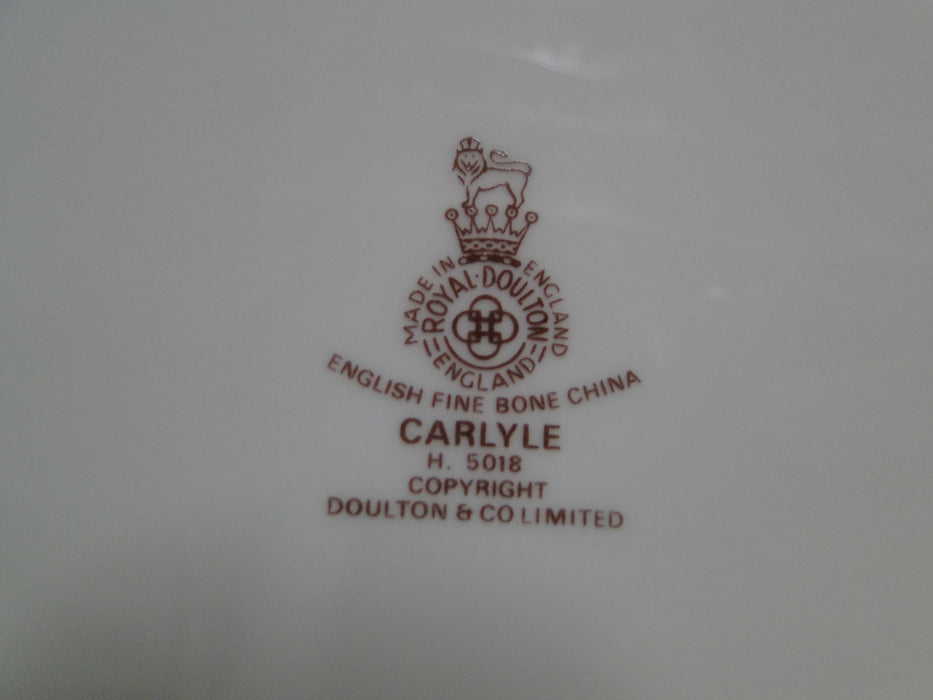 MADE IN ENGLAND
ROYAL·DOULTON
ENGLAND
ENGLISH FINE BONE CHINA
CARLYLE
H. 5018
COPYRIGHT
DOULTON & CO.LIMITED